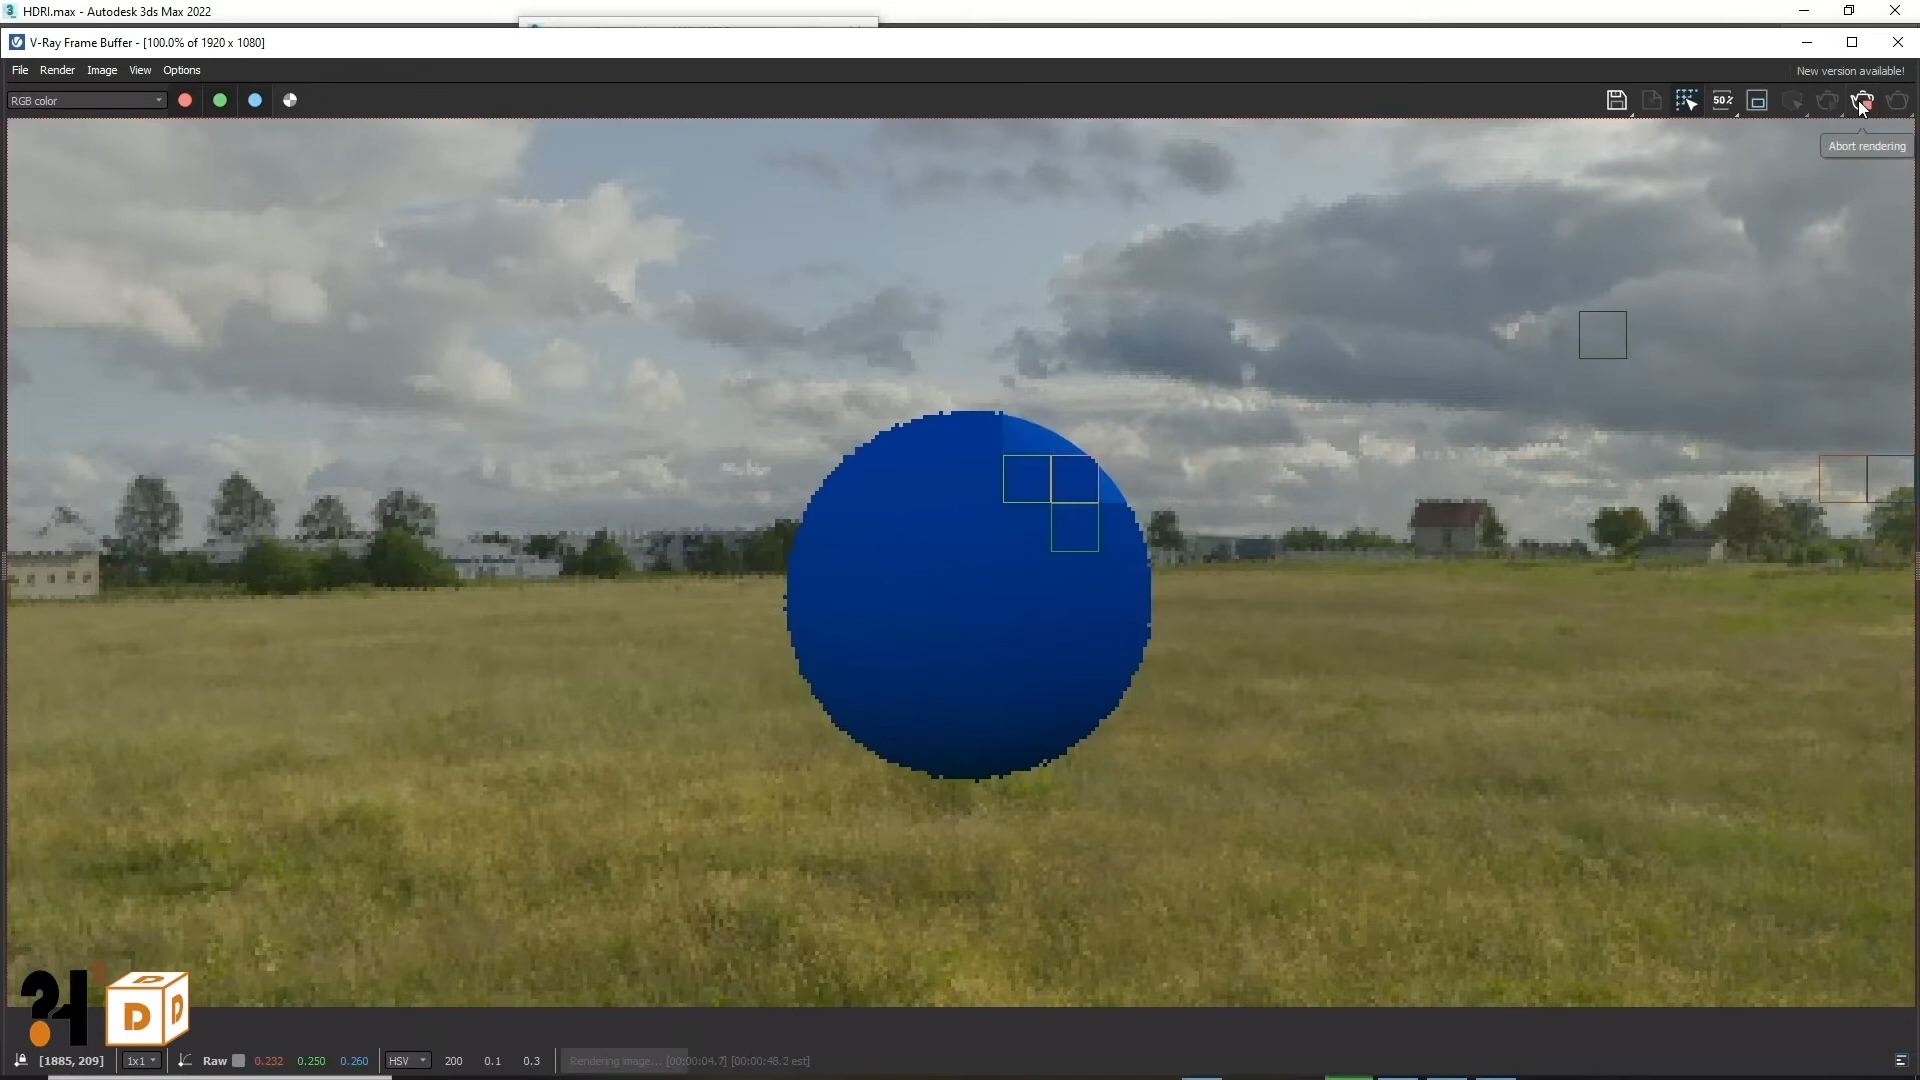 HDRI.max - Autodesk 3ds Max 2022
V-Ray Frame Buffer - [100.0% of 1920 x 1080]
File Render Image View Options
New version available!
RGB color
50%
Abort rendering
D D D
[1885, 209] 1x1 Raw 0.232 0.250 0.260 HSV 200 0.1 0.3 Rendering image... [00:00:04.7] [00:00:48.2 est]